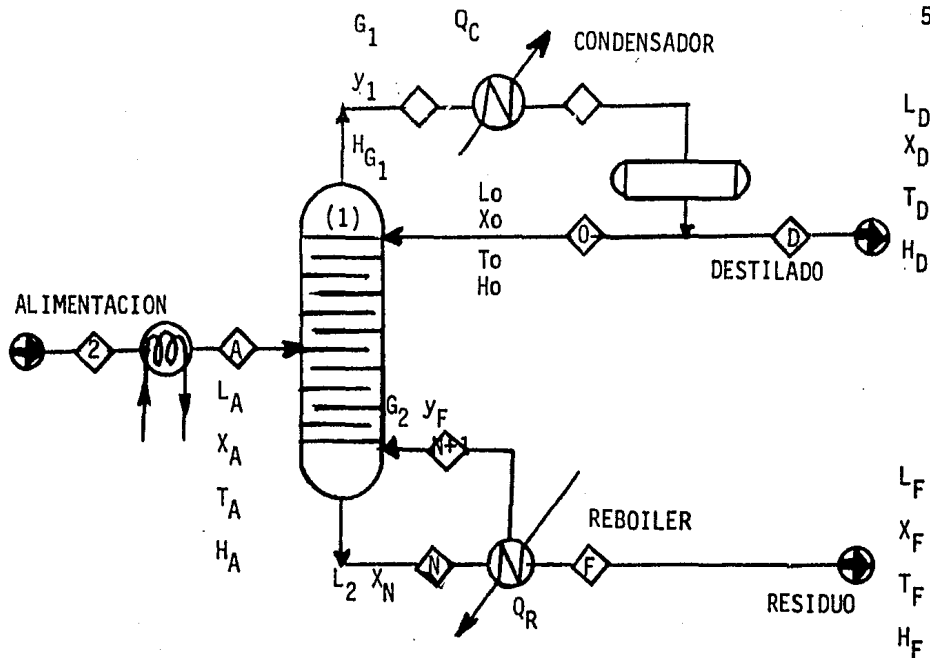 5
G1 QC
CONDENSADOR
y1
HG1
LD
XD
TD
HD
(1)
Lo
Xo
To
Ho
O
D
DESTILADO
ALIMENTACION
2
A
LA
XA
TA
HA
G2 yF
N+1
REBOILER
L2 XN
N
F
QR
RESIDUO
LF
XF
TF
HF